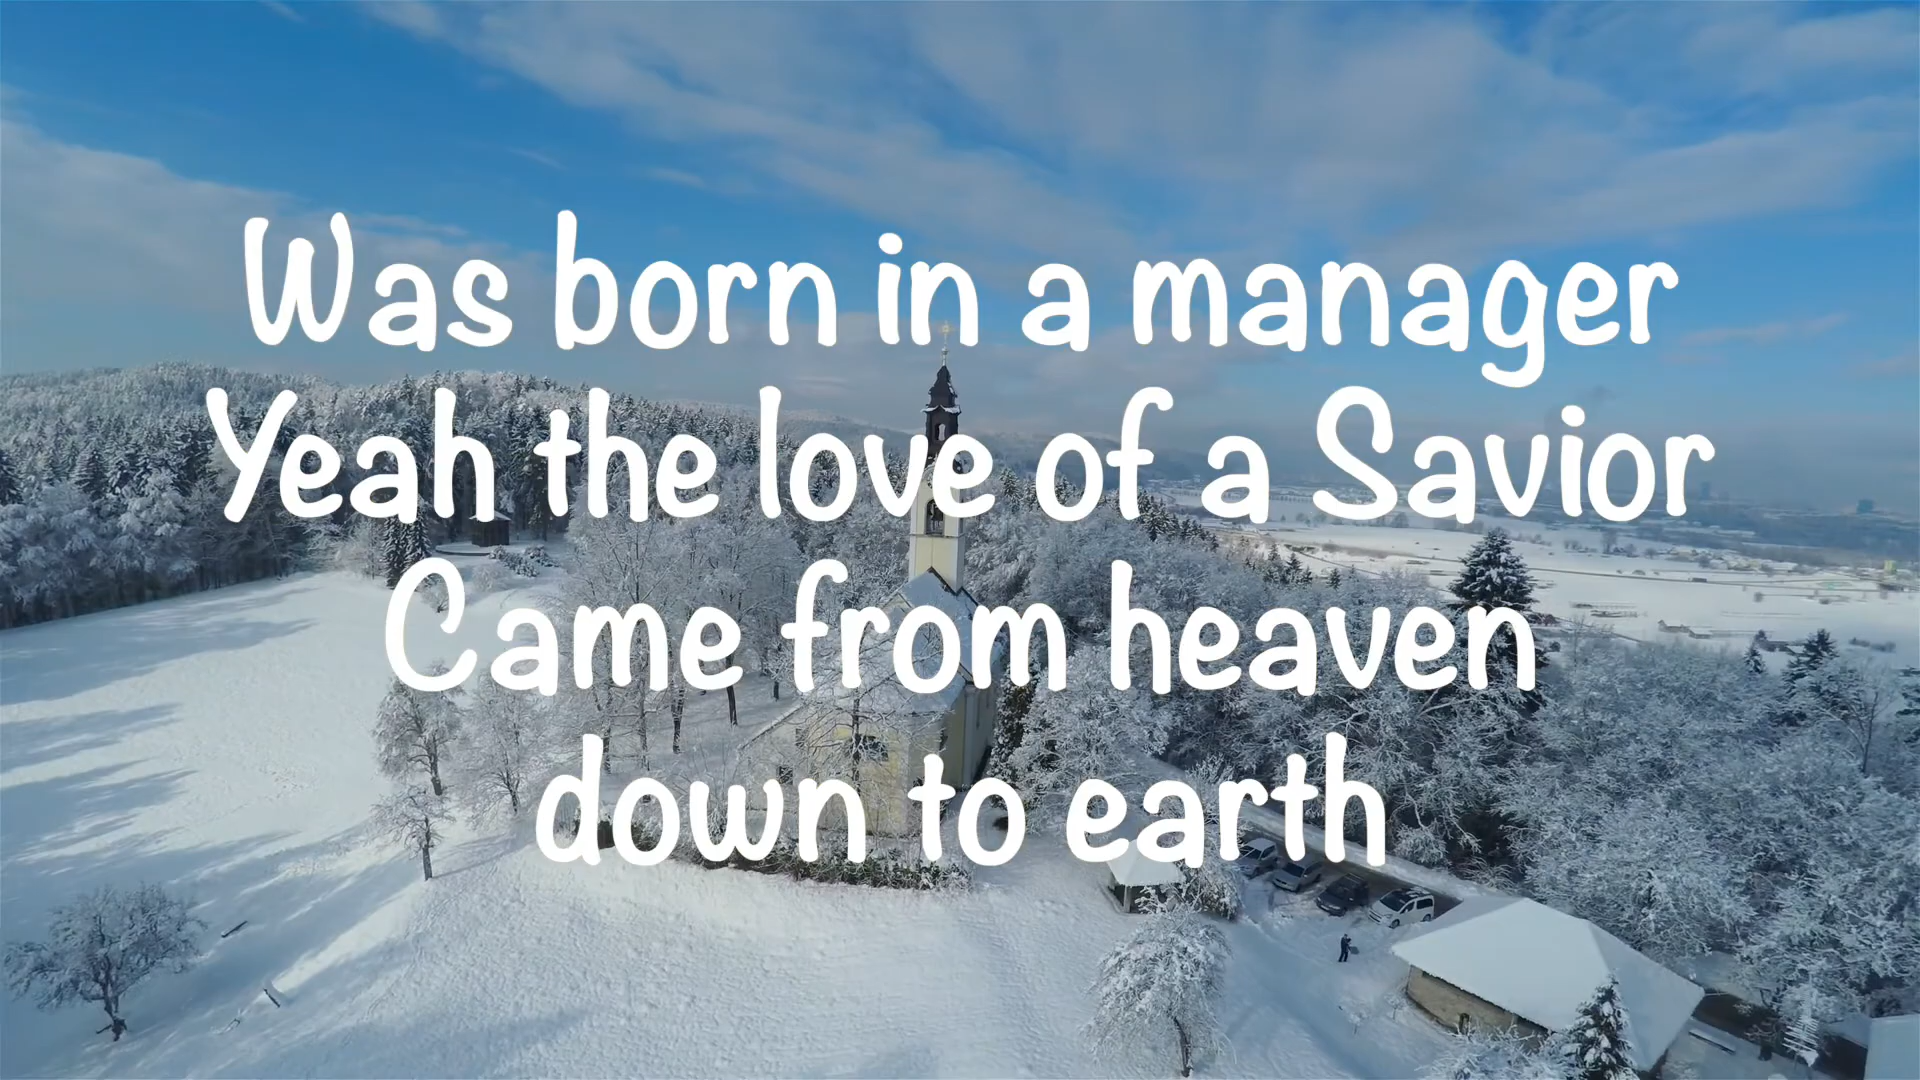 Was born in a manager
Yeah the love of a Savior
Came from heaven
down to earth